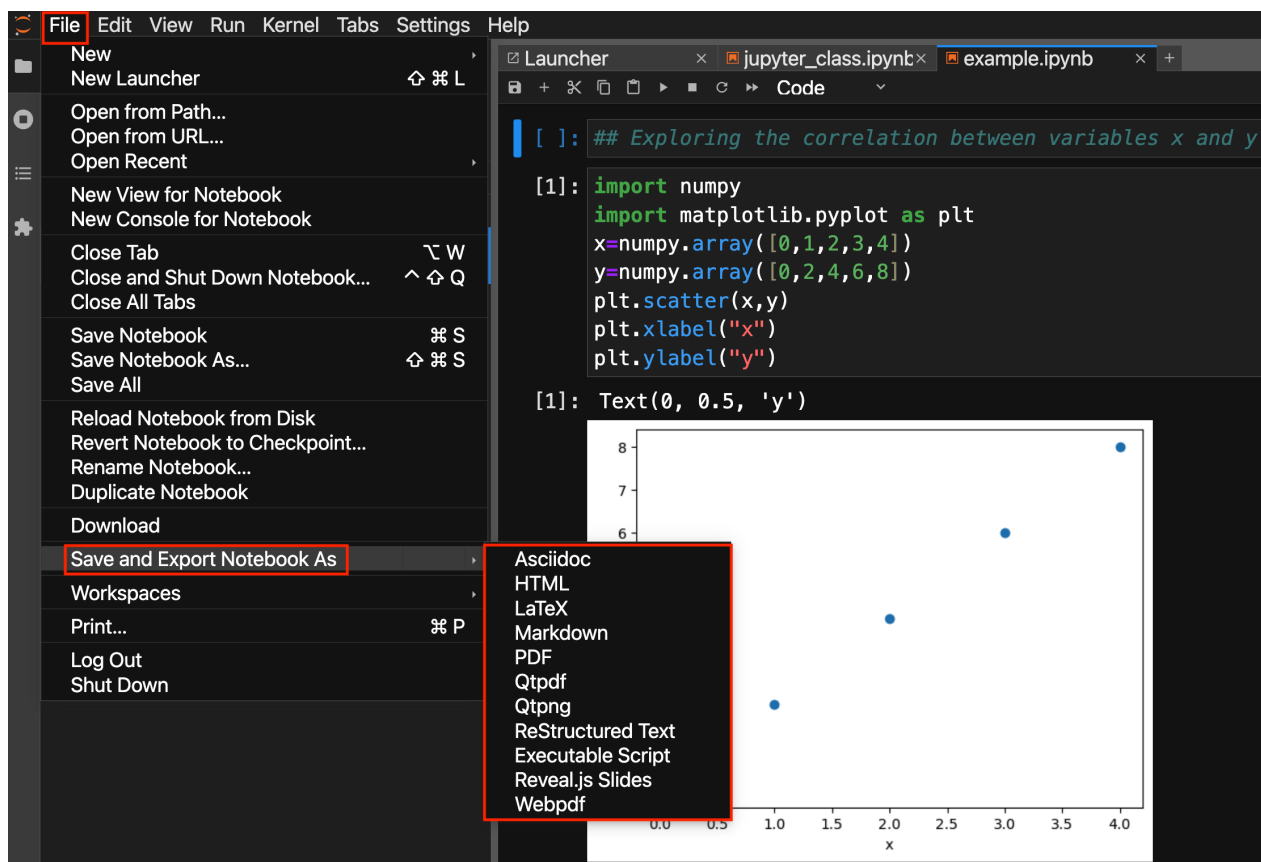 File Edit View Run Kernel Tabs Settings Help
New
New Launcher ⇧ ⌘ L
Open from Path...
Open from URL...
Open Recent
New View for Notebook
New Console for Notebook
Close Tab ⌥ W
Close and Shut Down Notebook... ^ ⇧ Q
Close All Tabs
Save Notebook ⌘ S
Save Notebook As... ⇧ ⌘ S
Save All
Reload Notebook from Disk
Revert Notebook to Checkpoint...
Rename Notebook...
Duplicate Notebook
Download
Save and Export Notebook As
Workspaces
Print... ⌘ P
Log Out
Shut Down
Asciidoc
HTML
LaTeX
Markdown
PDF
Qtpdf
Qtpng
ReStructured Text
Executable Script
Reveal.js Slides
Webpdf
Launcher × jupyter_class.ipynb × example.ipynb × +
Code
[ ]: ## Exploring the correlation between variables x and y
[1]: import numpy
import matplotlib.pyplot as plt
x=numpy.array([0,1,2,3,4])
y=numpy.array([0,2,4,6,8])
plt.scatter(x,y)
plt.xlabel("x")
plt.ylabel("y")
[1]: Text(0, 0.5, 'y')
8
7
6
0.0 0.5 1.0 1.5 2.0 2.5 3.0 3.5 4.0
x